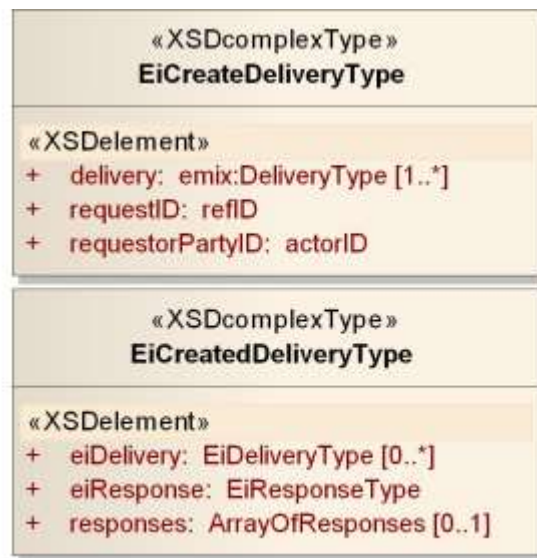 «XSDcomplexType»
EiCreateDeliveryType
«XSDelement»
+ delivery: emix:DeliveryType [1..*]
+ requestID: refID
+ requestorPartyID: actorID
«XSDcomplexType»
EiCreatedDeliveryType
«XSDelement»
+ eiDelivery: EiDeliveryType [0..*]
+ eiResponse: EiResponseType
+ responses: ArrayOfResponses [0..1]